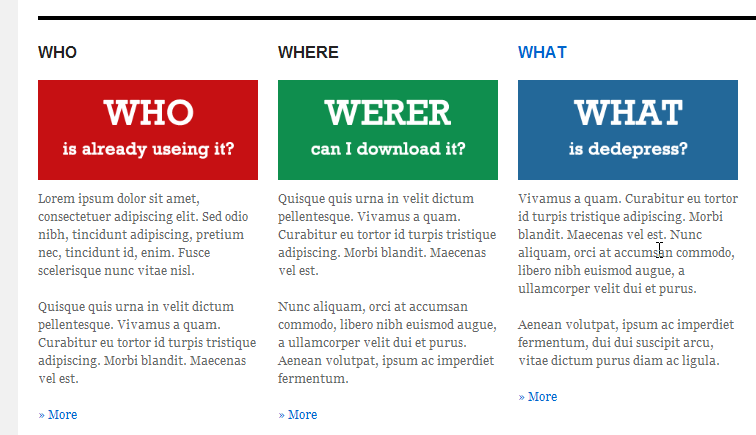 WHO
WHO
is already useing it?
Lorem ipsum dolor sit amet,
consectetuer adipiscing elit. Sed odio
nibh, tincidunt adipiscing, pretium
nec, tincidunt id, enim. Fusce
scelerisque nunc vitae nisl.
Quisque quis urna in velit dictum
pellentesque. Vivamus a quam.
Curabitur eu tortor id turpis tristique
adipiscing. Morbi blandit. Maecenas
vel est.
» More
WHERE
WERER
can I download it?
Quisque quis urna in velit dictum
pellentesque. Vivamus a quam.
Curabitur eu tortor id turpis tristique
adipiscing. Morbi blandit. Maecenas
vel est.
Nunc aliquam, orci at accumsan
commodo, libero nibh euismod augue,
a ullamcorper velit dui et purus.
Aenean volutpat, ipsum ac imperdiet
fermentum.
» More
WHAT
WHAT
is dedepress?
Vivamus a quam. Curabitur eu tortor
id turpis tristique adipiscing. Morbi
blandit. Maecenas vel est. Nunc
aliquam, orci at accumsan commodo,
libero nibh euismod augue, a
ullamcorper velit dui et purus.
Aenean volutpat, ipsum ac imperdiet
fermentum, dui dui suscipit arcu,
vitae dictum purus diam ac ligula.
» More